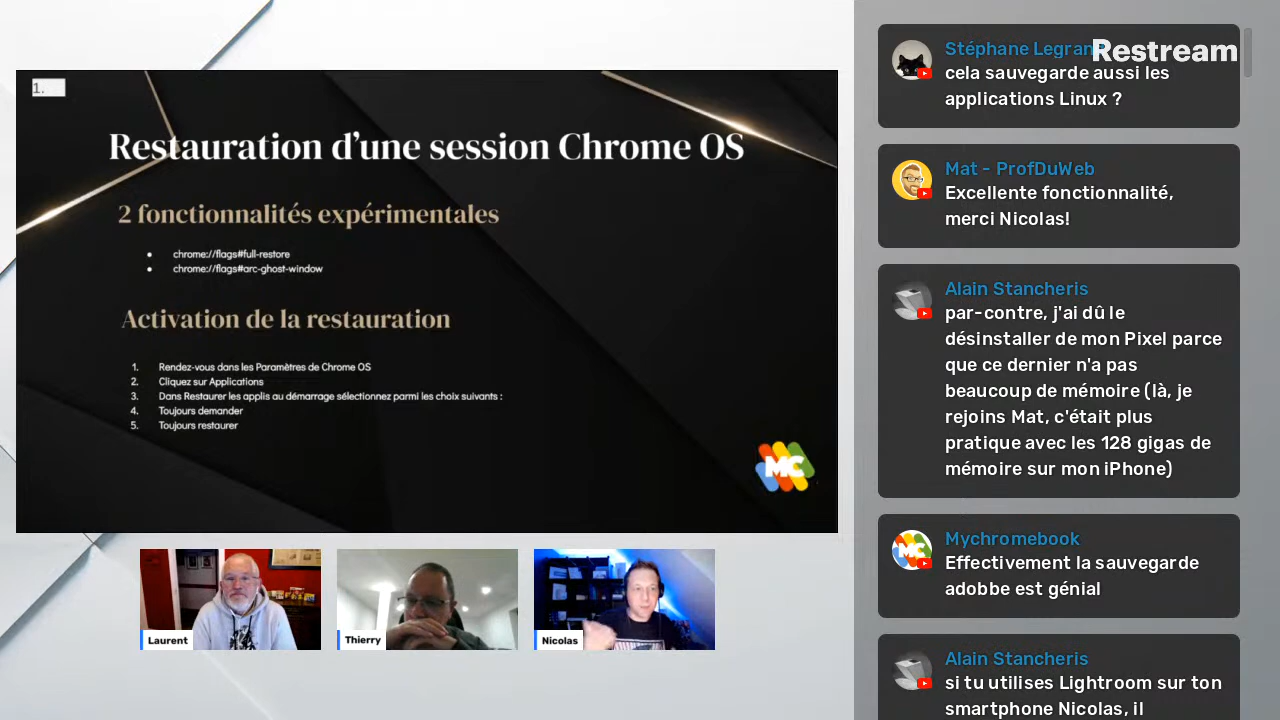 1.
Restauration d'une session Chrome OS
2 fonctionnalités expérimentales
● chrome://flags#full-restore
● chrome://flags#arc-ghost-window
Activation de la restauration
1. Rendez-vous dans les Paramètres de Chrome OS
2. Cliquez sur Applications
3. Dans Restaurer les applis au démarrage sélectionnez parmi les choix suivants :
4. Toujours demander
5. Toujours restaurer
MC
Laurent
Thierry
Nicolas
Restream
Stéphane Legran
cela sauvegarde aussi les
applications Linux ?
Mat - ProfDuWeb
Excellente fonctionnalité,
merci Nicolas!
Alain Stancheris
par-contre, j'ai dû le
désinstaller de mon Pixel parce
que ce dernier n'a pas
beaucoup de mémoire (là, je
rejoins Mat, c'était plus
pratique avec les 128 gigas de
mémoire sur mon iPhone)
MC
Mychromebook
Effectivement la sauvegarde
adobbe est génial
Alain Stancheris
si tu utilises Lightroom sur ton
smartphone Nicolas, il